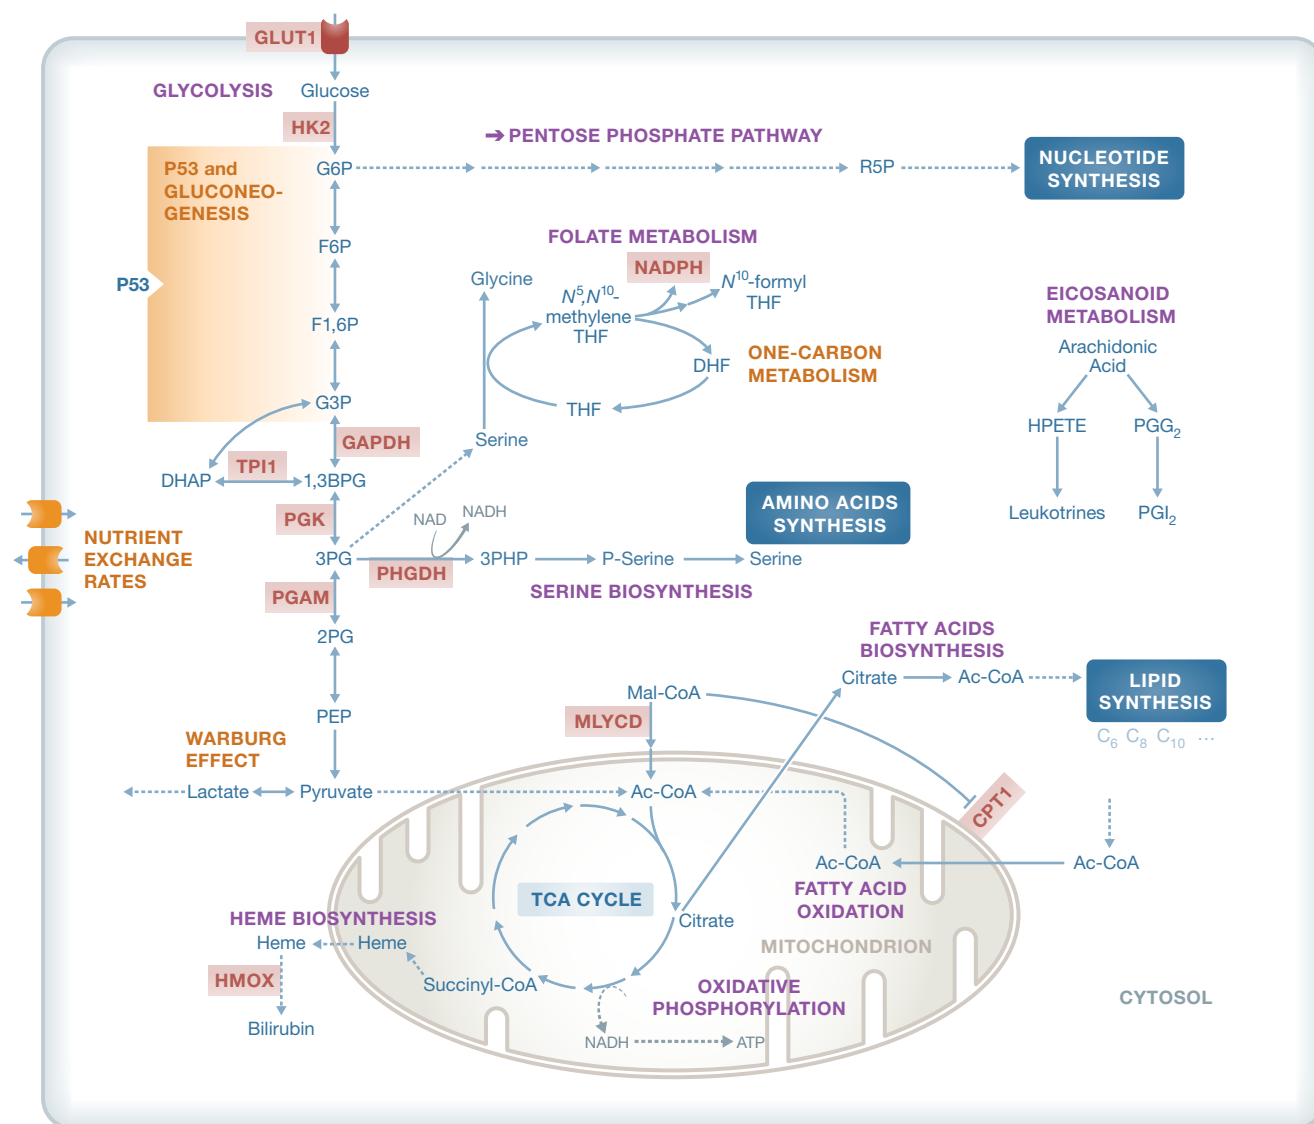 GLUT1
GLYCOLYSIS
Glucose
HK2
➔ PENTOSE PHOSPHATE PATHWAY
P53 and
GLUCONEO-
GENESIS
G6P
R5P
NUCLEOTIDE
SYNTHESIS
F6P
P53
F1,6P
G3P
FOLATE METABOLISM
NADPH
Glycine
N5,N10-
methylene
THF
N10-formyl
THF
DHF
ONE-CARBON
METABOLISM
THF
Serine
EICOSANOID
METABOLISM
Arachidonic
Acid
HPETE
PGG2
Leukotrines
PGI2
GAPDH
DHAP
TPI1
1,3BPG
PGK
NAD
NADH
AMINO ACIDS
SYNTHESIS
NUTRIENT
EXCHANGE
RATES
3PG
PHGDH
3PHP
P-Serine
Serine
SERINE BIOSYNTHESIS
PGAM
2PG
PEP
FATTY ACIDS
BIOSYNTHESIS
Citrate
Ac-CoA
LIPID
SYNTHESIS
C6 C8 C10 ...
Mal-CoA
MLYCD
WARBURG
EFFECT
Lactate
Pyruvate
Ac-CoA
CPT1
Ac-CoA
Ac-CoA
FATTY ACID
OXIDATION
TCA CYCLE
Citrate
MITOCHONDRION
HEME BIOSYNTHESIS
Heme
Heme
HMOX
Succinyl-CoA
Bilirubin
OXIDATIVE
PHOSPHORYLATION
NADH
ATP
CYTOSOL